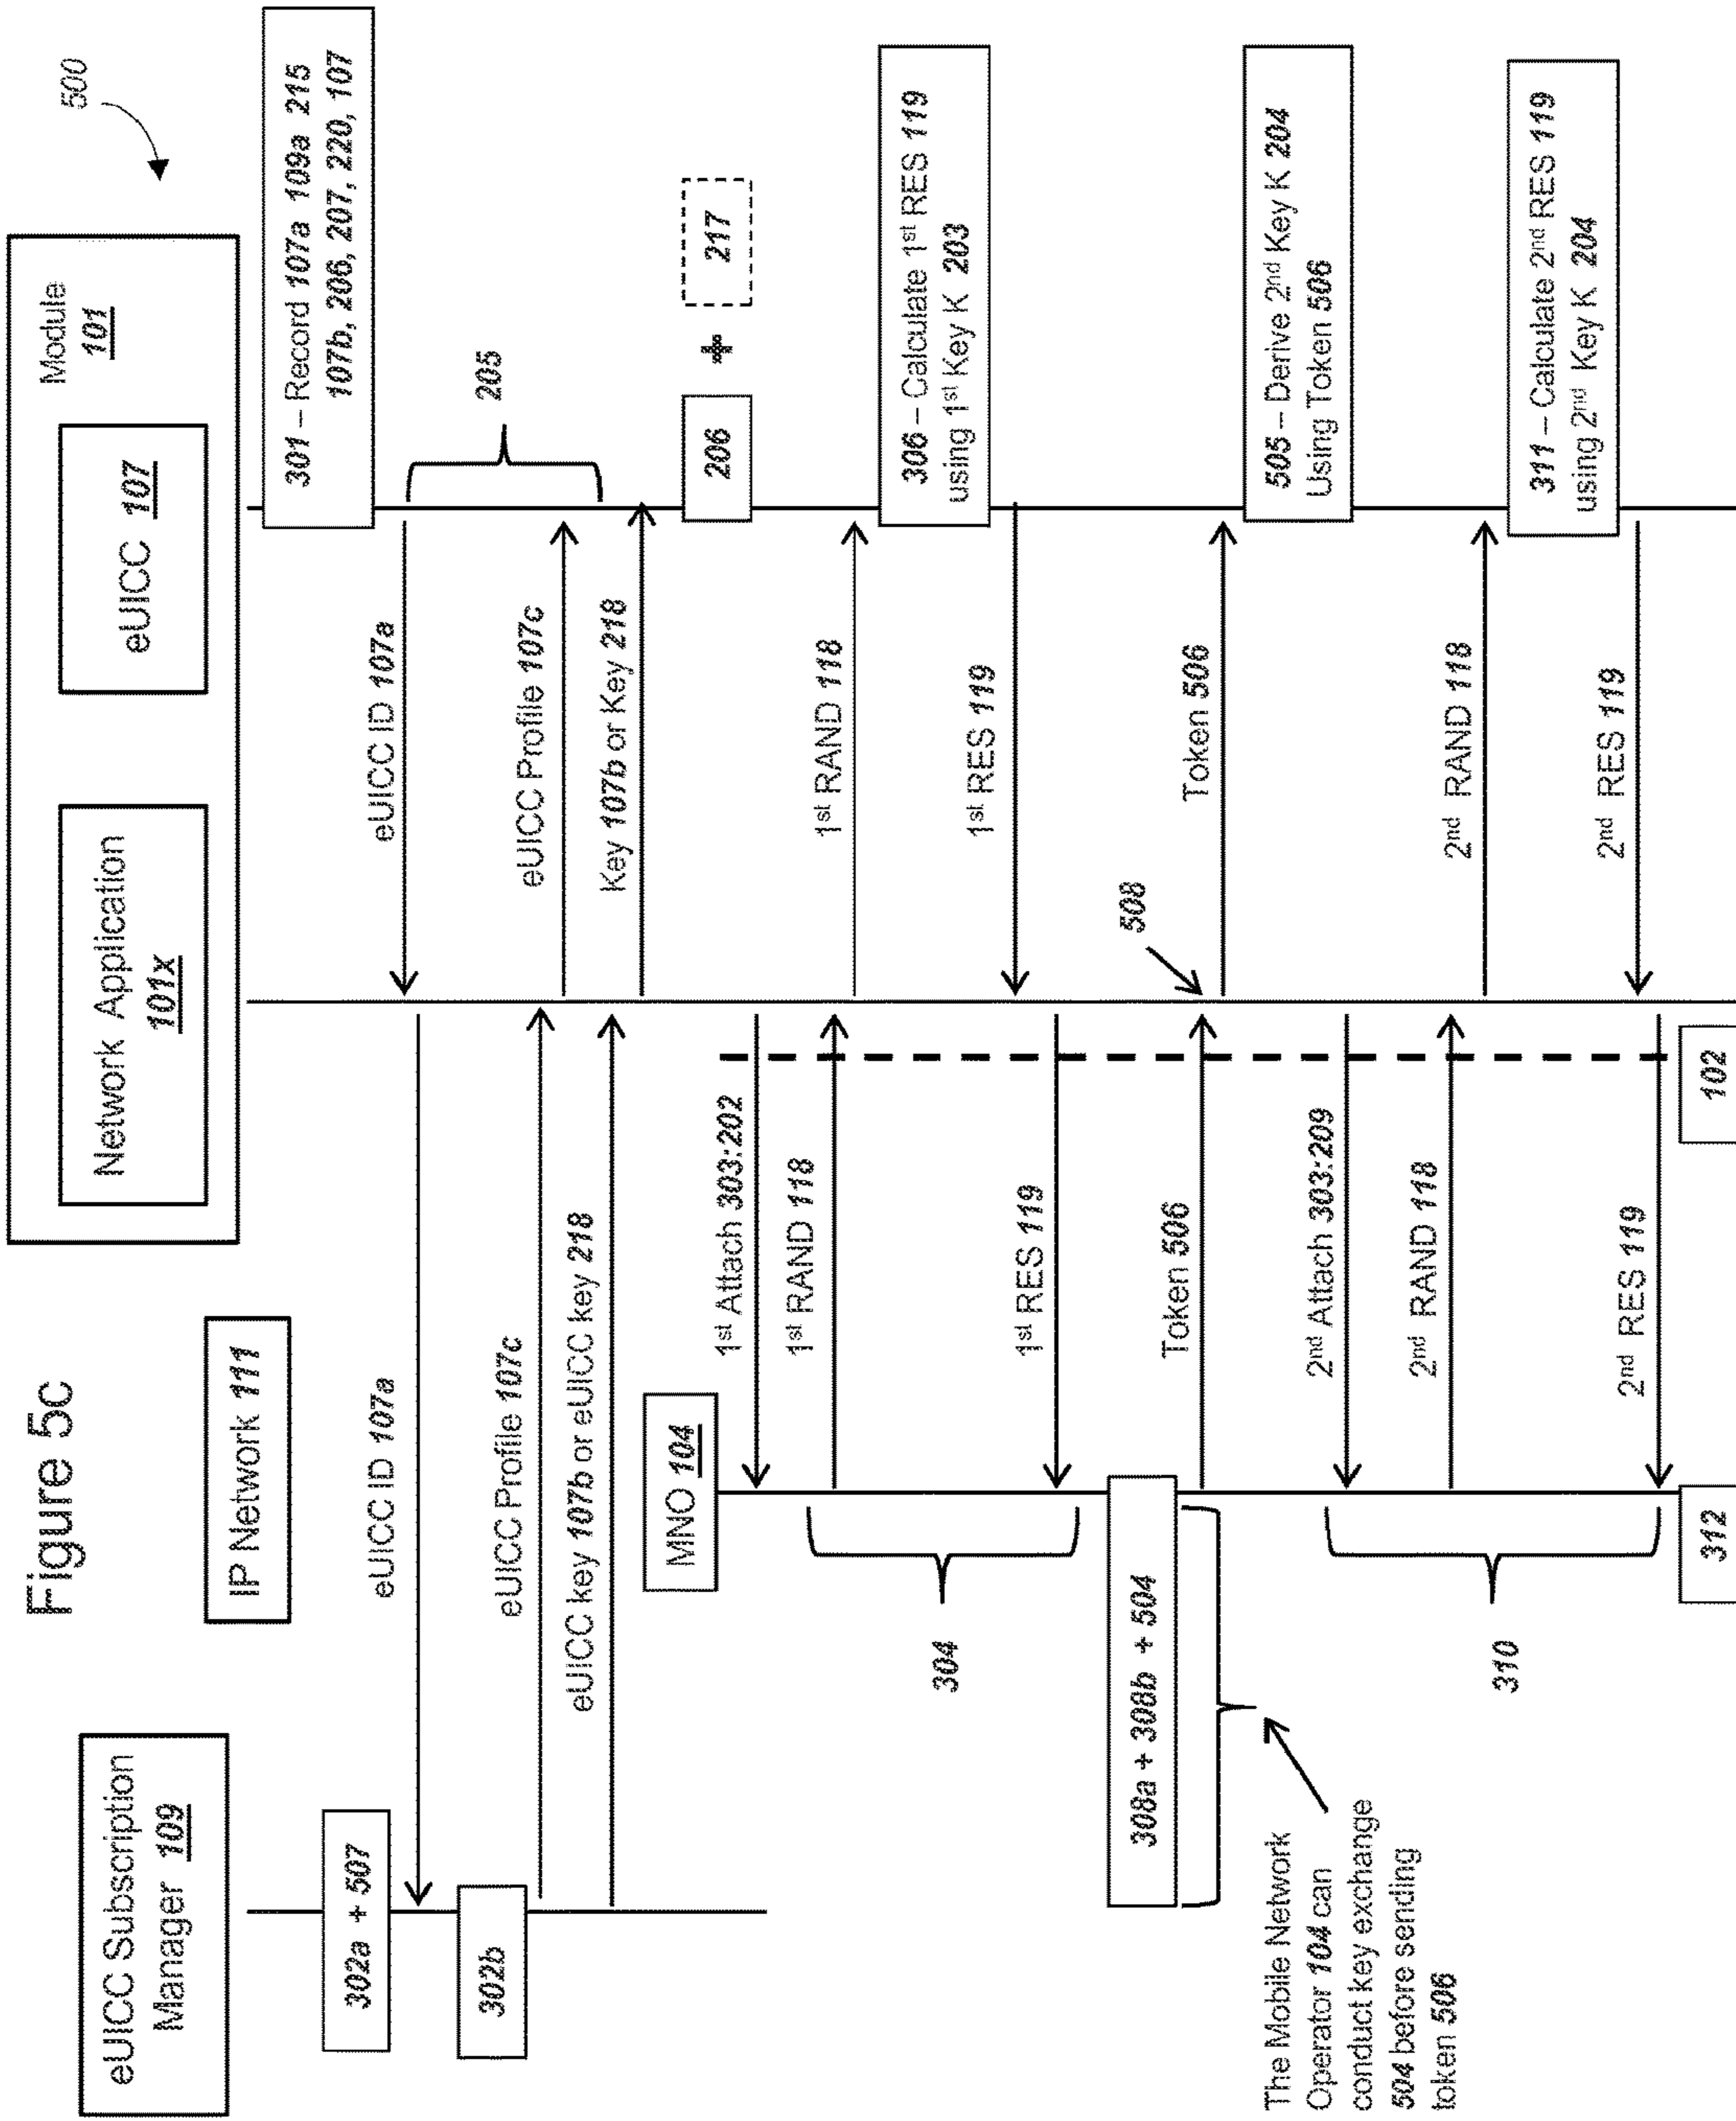 Figure 5c
500
Module
101
Network Application
101x
eUICC 107
IP Network 111
eUICC Subscription
Manager 109
301 – Record 107a 109a 215
107b, 206, 207, 220, 107
302a + 507
eUICC ID 107a
eUICC ID 107a
205
302b
eUICC Profile 107c
eUICC Profile 107c
eUICC key 107b or eUICC key 218
Key 107b or Key 218
206
+
217
MNO 104
1st Attach 303:202
1st RAND 118
1st RAND 118
306 – Calculate 1st RES 119
using 1st Key K 203
304
1st RES 119
1st RES 119
308a + 308b + 504
508
Token 506
Token 506
505 – Derive 2nd Key K 204
Using Token 506
The Mobile Network
Operator 104 can
conduct key exchange
504 before sending
token 506
2nd Attach 303:209
2nd RAND 118
2nd RAND 118
311 – Calculate 2nd RES 119
using 2nd Key K 204
310
2nd RES 119
2nd RES 119
312
102